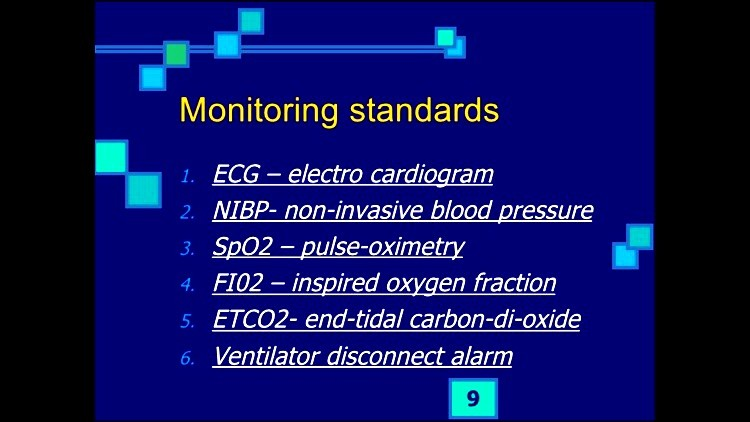 Monitoring standards
1. ECG – electro cardiogram
2. NIBP- non-invasive blood pressure
3. SpO2 – pulse-oximetry
4. FI02 – inspired oxygen fraction
5. ETCO2- end-tidal carbon-di-oxide
6. Ventilator disconnect alarm
9